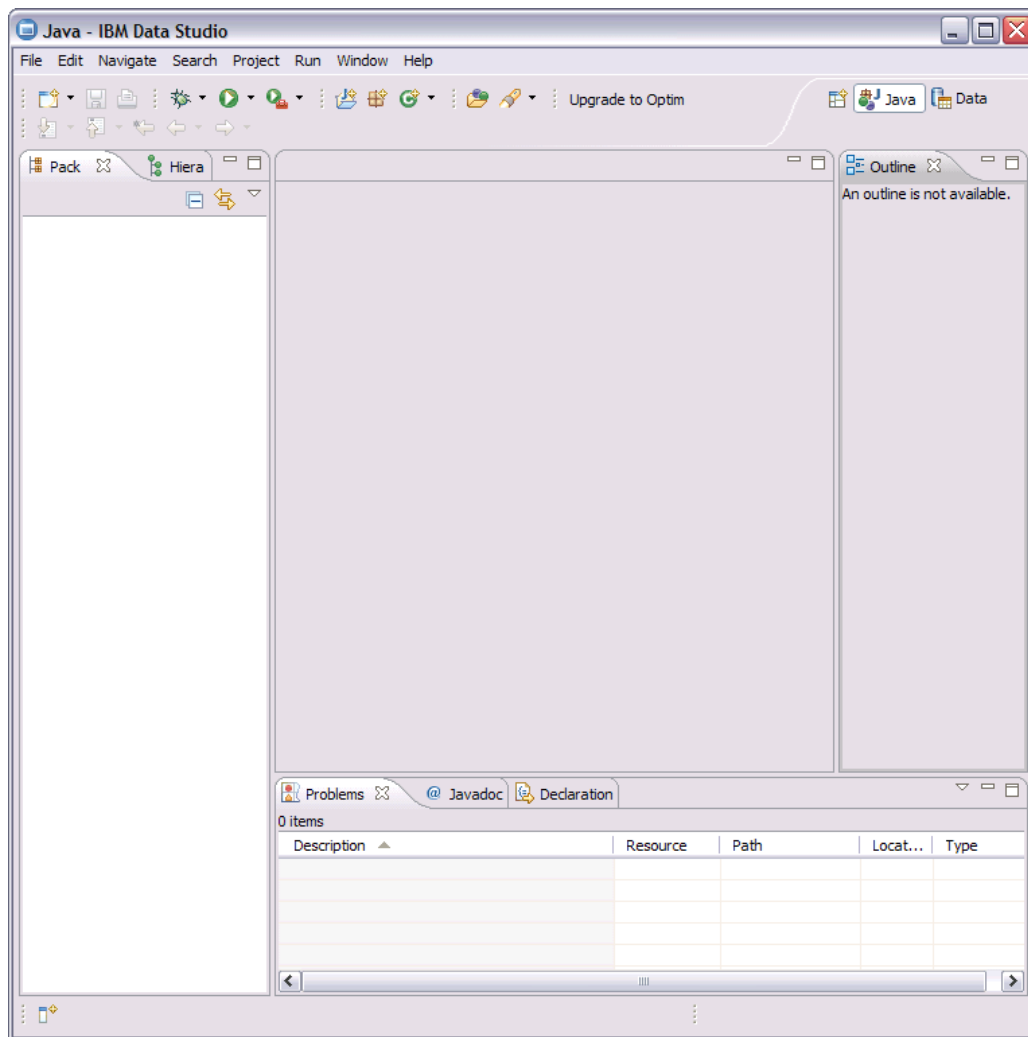 Java - IBM Data Studio
File Edit Navigate Search Project Run Window Help
Upgrade to Optim
Java Data
Pack Hiera
Outline
An outline is not available.
Problems @ Javadoc Declaration
0 items
Description Resource Path Locat... Type